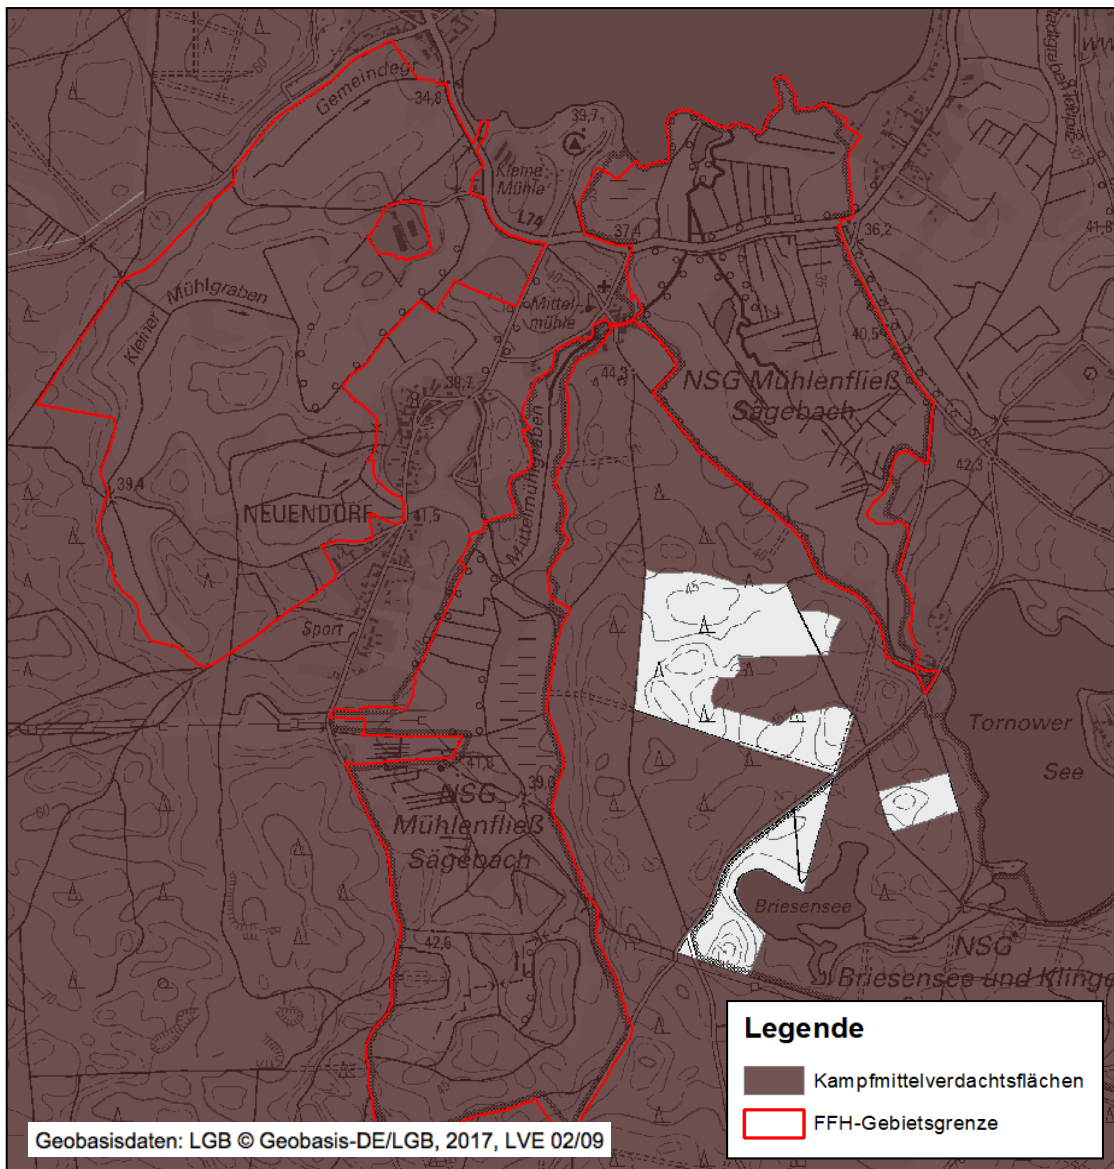 Gemeindegr.
34,8
39,7
Kleine
Mühle
L74
37,4
36,2
41,8
Stadtgraben Teupitz
Kleiner Mühlgraben
Mittel-
mühle
40,5
39,7
44,3
NSG Mühlenfließ
Sägebach
Mittelmühlgraben
39,4
42,3
NEUENDORF
41,5
45
Sport
Tornower
See
41,8
39,6
NSG
Mühlenfließ
Sägebach
Briesensee
42,6
NSG
Briesensee und Klinge
Legende
Kampfmittelverdachtsflächen
FFH-Gebietsgrenze
Geobasisdaten: LGB © Geobasis-DE/LGB, 2017, LVE 02/09